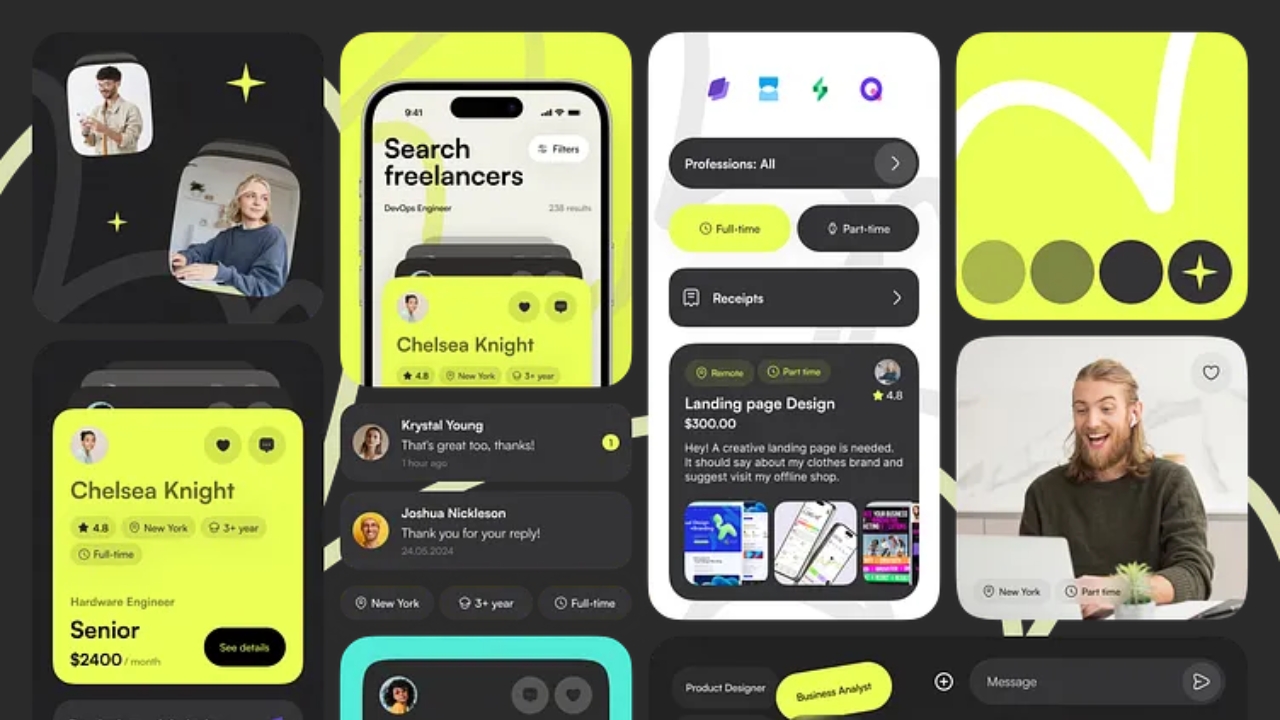 Chelsea Knight
4.8
New York
3+ year
Full-time
Hardware Engineer
Senior
$2400 / month
See details
9:41
Search
freelancers
Filters
DevOps Engineer
238 results
Chelsea Knight
4.8
New York
3+ year
Krystal Young
That's great too, thanks!
1 hour ago
1
Joshua Nickleson
Thank you for your reply!
24.05.2024
New York
3+ year
Full-time
Professions: All
Full-time
Part-time
Receipts
Remote
Part time
4.8
Landing page Design
$300.00
Hey! A creative landing page is needed.
It should say about my clothes brand and
suggest visit my offline shop.
New York
Part time
Product Designer
Business Analyst
Message